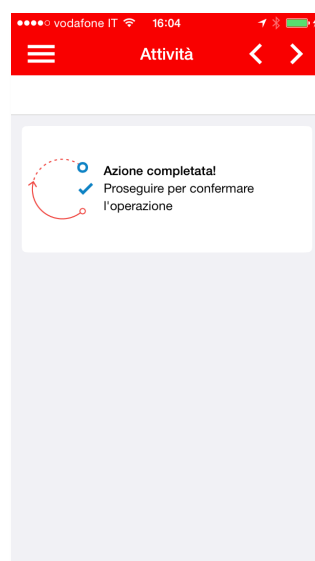 vodafone IT 16:04
Attività
Azione completata!
Proseguire per confermare
l'operazione